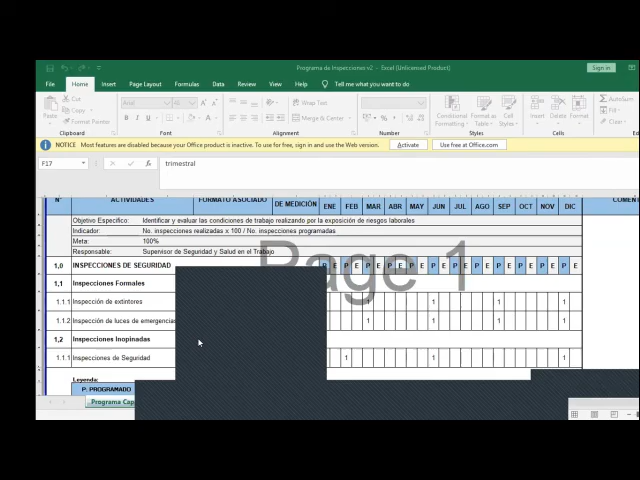 Programa de Inspecciones v2 - Excel (Unlicensed Product)
Sign in
File Home Insert Page Layout Formulas Data Review View Help Tell me what you want to do
Paste Cut Copy Format Painter Clipboard
Arial Font
Wrap Text Merge & Center Alignment
Number
Conditional Formatting Format as Table Cell Styles Styles
Insert Delete Format Cells
AutoSum Fill Clear
NOTICE Most features are disabled because your Office product is inactive. To use for free, sign in and use the Web version. Activate Use free at Office.com
F17 trimestral
N° ACTIVIDADES FORMATO ASOCIADO DE MEDICIÓN ENE FEB MAR ABR MAY JUN JUL AGO SEP OCT NOV DIC
Objetivo Específico: Identificar y evaluar las condiciones de trabajo realizando por la exposición de riesgos laborales
Indicador: No. inspecciones realizadas x 100 / No. inspecciones programadas
Meta: 100%
Responsable: Supervisor de Seguridad y Salud en el Trabajo
1,0 INSPECCIONES DE SEGURIDAD P E P E P E P E P E P E P E P E P E P E P E P E
Page 1
1,1 Inspecciones Formales
1.1.1 Inspección de extintores 1 1 1 1
1.1.2 Inspección de luces de emergencias 1 1 1 1
1,2 Inspecciones Inopinadas
1.1.1 Inspecciones de Seguridad 1 1 1 1
Leyenda:
P: PROGRAMADO
Programa Cap